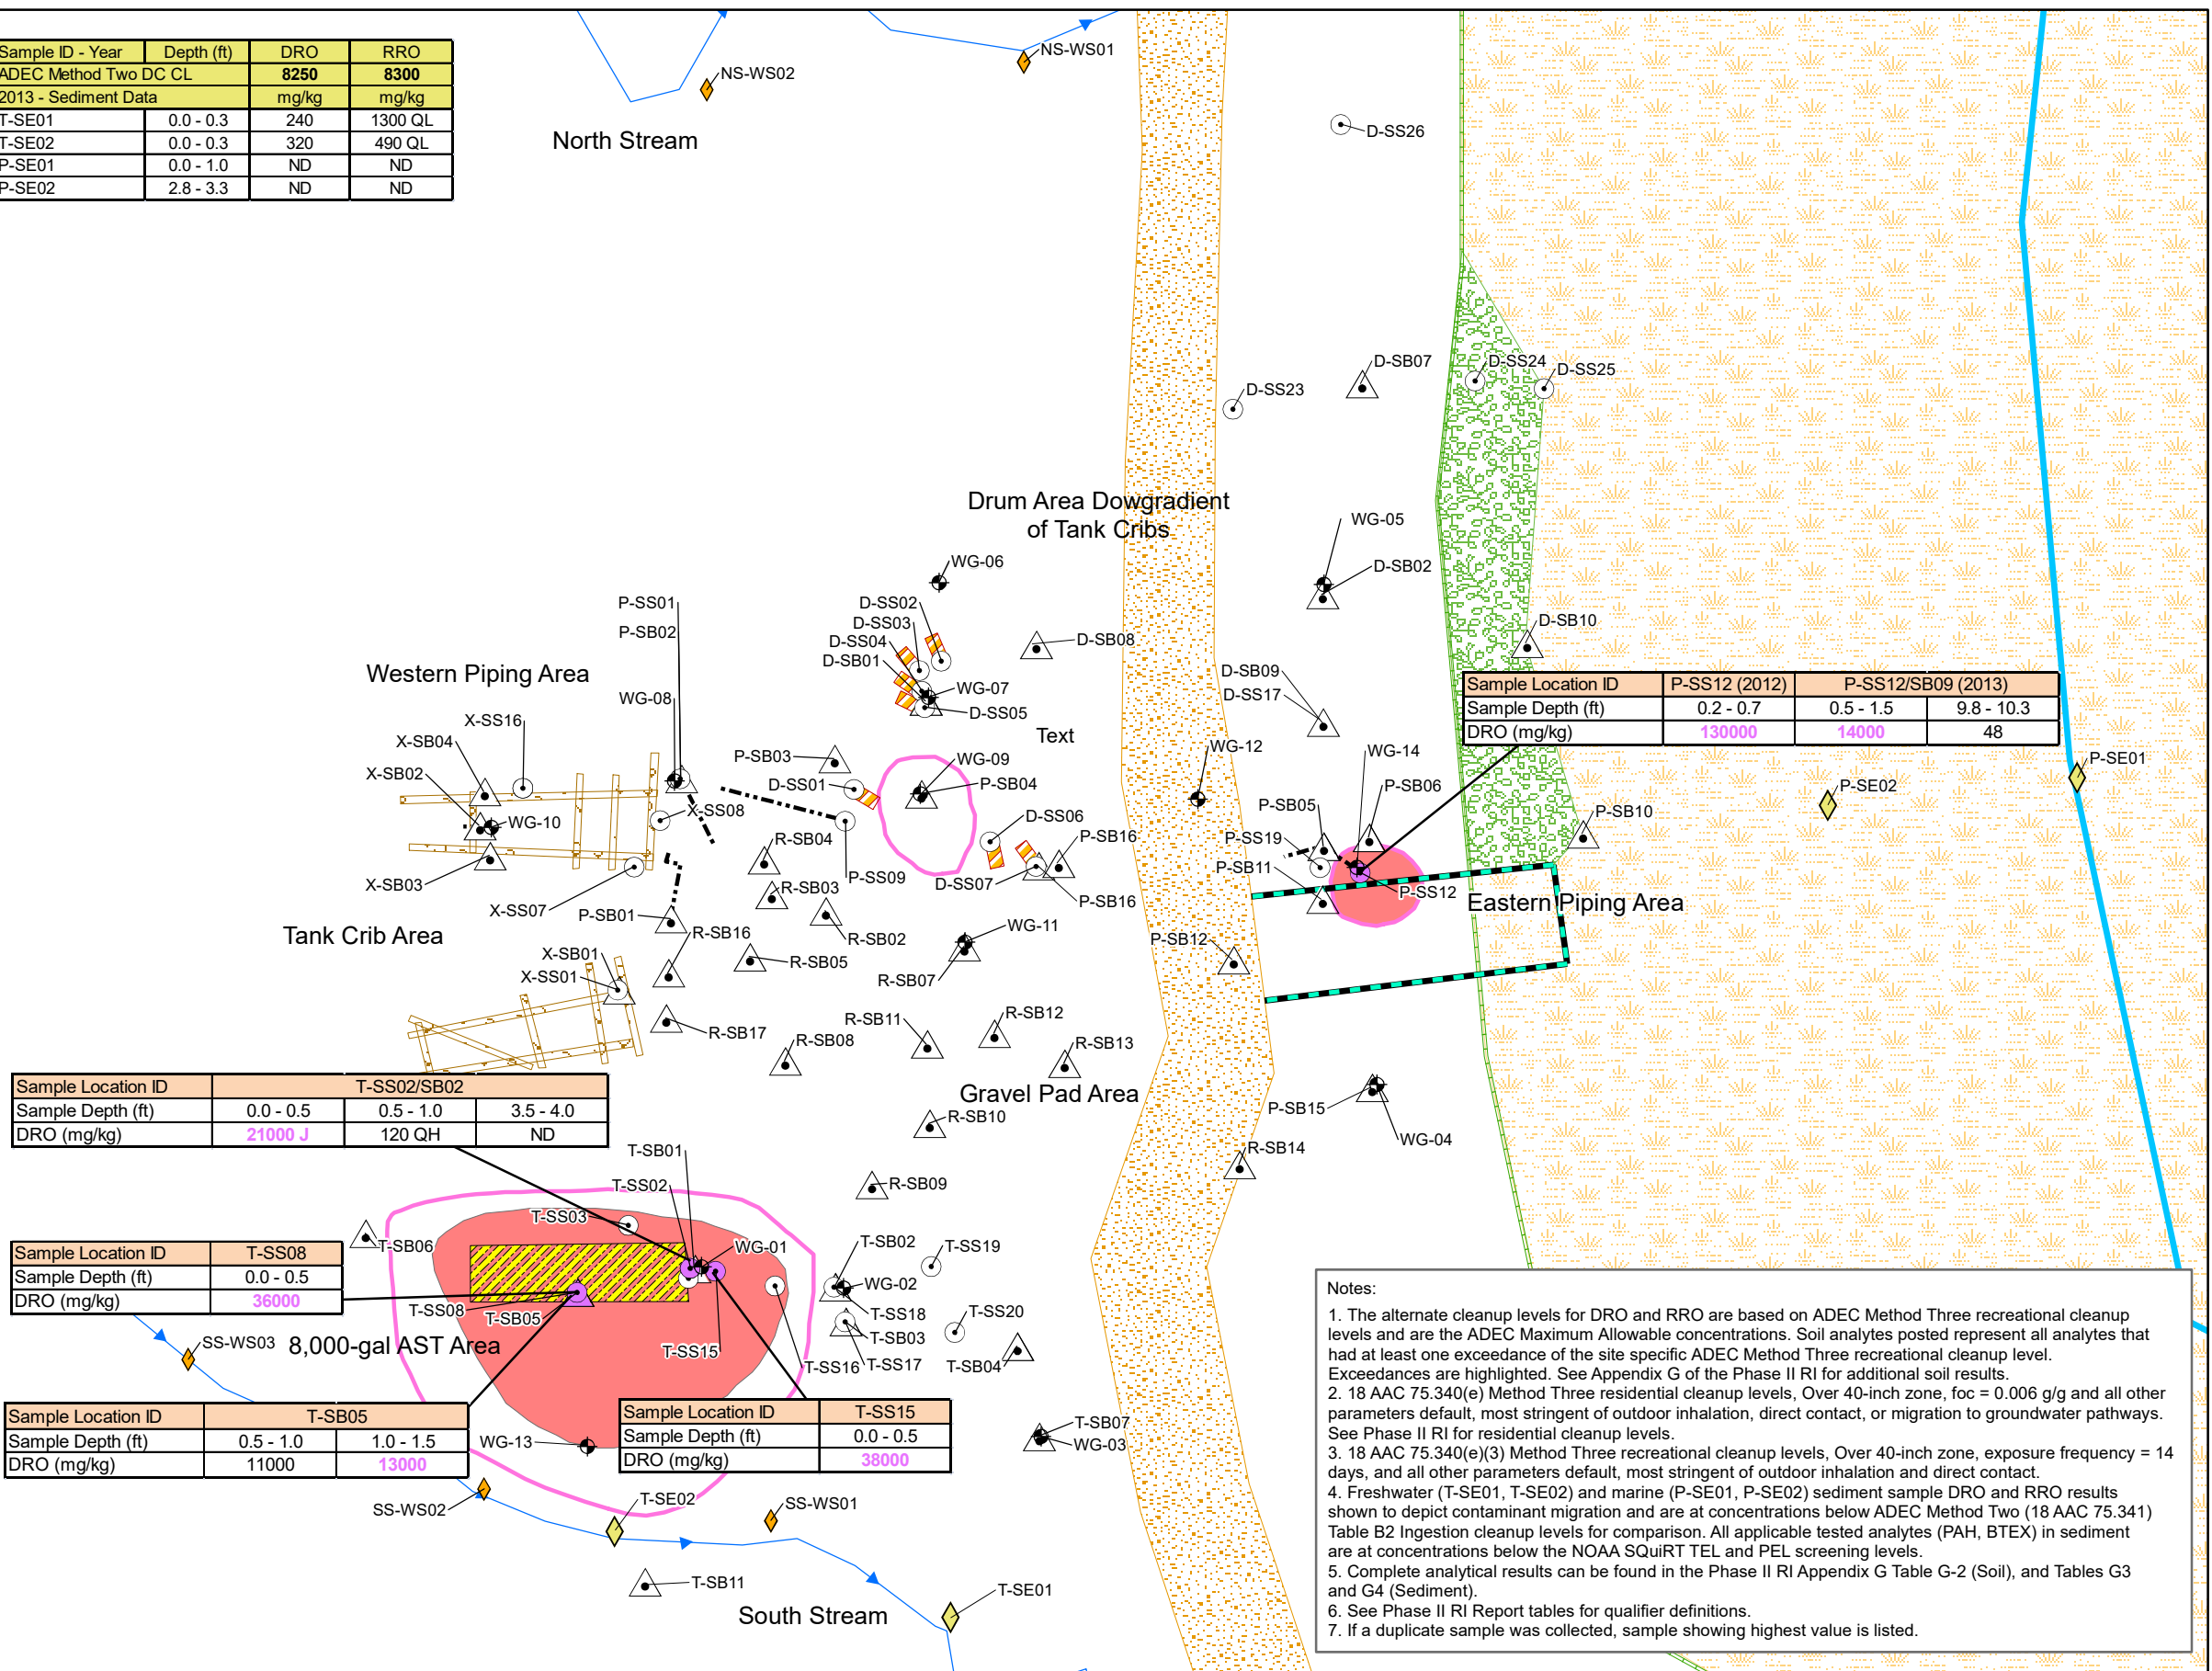 Sample ID - Year Depth (ft) DRO RRO
ADEC Method Two DC CL 8250 8300
2013 - Sediment Data mg/kg mg/kg
T-SE01 0.0 - 0.3 240 1300 QL
T-SE02 0.0 - 0.3 320 490 QL
P-SE01 0.0 - 1.0 ND ND
P-SE02 2.8 - 3.3 ND ND
NS-WS02
NS-WS01
North Stream
D-SS26
D-SB07
D-SS24
D-SS25
D-SS23
Drum Area Dowgradient
of Tank Cribs
WG-05
D-SB02
WG-06
P-SS01
P-SB02
D-SS02
D-SS03
D-SS04
D-SB01
D-SB08
D-SB10
Western Piping Area
WG-08
WG-07
D-SS05
D-SB09
D-SS17
Sample Location ID P-SS12 (2012) P-SS12/SB09 (2013)
Sample Depth (ft) 0.2 - 0.7 0.5 - 1.5 9.8 - 10.3
DRO (mg/kg) 130000 14000 48
X-SS16
X-SB04
X-SB02
Text
WG-12
WG-14
P-SB03
WG-09
D-SS01
P-SB04
P-SB06
P-SE01
P-SE02
WG-10
X-SS08
D-SS06
P-SB05
P-SB10
R-SB04
P-SB16
P-SS19
P-SB11
X-SB03
P-SS09
R-SB03
D-SS07
P-SB16
P-SS12
Eastern Piping Area
X-SS07
P-SB01
R-SB16
R-SB02
WG-11
P-SB12
Tank Crib Area
X-SB01
X-SS01
R-SB05
R-SB07
R-SB17
R-SB11
R-SB12
R-SB08
R-SB13
Gravel Pad Area
Sample Location ID T-SS02/SB02
Sample Depth (ft) 0.0 - 0.5 0.5 - 1.0 3.5 - 4.0
DRO (mg/kg) 21000 J 120 QH ND
R-SB10
P-SB15
WG-04
T-SB01
R-SB14
T-SS02
R-SB09
T-SS03
T-SB06
WG-01
T-SB02
T-SS19
Sample Location ID T-SS08
Sample Depth (ft) 0.0 - 0.5
DRO (mg/kg) 36000
WG-02
T-SS08
T-SB05
T-SS18
T-SS20
T-SB03
SS-WS03
8,000-gal AST Area
T-SS15
T-SS16
T-SS17
T-SB04
Sample Location ID T-SB05
Sample Depth (ft) 0.5 - 1.0 1.0 - 1.5
DRO (mg/kg) 11000 13000
WG-13
Sample Location ID T-SS15
Sample Depth (ft) 0.0 - 0.5
DRO (mg/kg) 38000
T-SB07
WG-03
SS-WS02
T-SE02
SS-WS01
T-SB11
T-SE01
South Stream
Notes:
1. The alternate cleanup levels for DRO and RRO are based on ADEC Method Three recreational cleanup
levels and are the ADEC Maximum Allowable concentrations. Soil analytes posted represent all analytes that
had at least one exceedance of the site specific ADEC Method Three recreational cleanup level.
Exceedances are highlighted. See Appendix G of the Phase II RI for additional soil results.
2. 18 AAC 75.340(e) Method Three residential cleanup levels, Over 40-inch zone, foc = 0.006 g/g and all other
parameters default, most stringent of outdoor inhalation, direct contact, or migration to groundwater pathways.
See Phase II RI for residential cleanup levels.
3. 18 AAC 75.340(e)(3) Method Three recreational cleanup levels, Over 40-inch zone, exposure frequency = 14
days, and all other parameters default, most stringent of outdoor inhalation and direct contact.
4. Freshwater (T-SE01, T-SE02) and marine (P-SE01, P-SE02) sediment sample DRO and RRO results
shown to depict contaminant migration and are at concentrations below ADEC Method Two (18 AAC 75.341)
Table B2 Ingestion cleanup levels for comparison. All applicable tested analytes (PAH, BTEX) in sediment
are at concentrations below the NOAA SQuiRT TEL and PEL screening levels.
5. Complete analytical results can be found in the Phase II RI Appendix G Table G-2 (Soil), and Tables G3
and G4 (Sediment).
6. See Phase II RI Report tables for qualifier definitions.
7. If a duplicate sample was collected, sample showing highest value is listed.